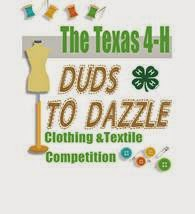 The Texas 4-H
DUDS
TO DAZZLE
Clothing &Textile
Competition